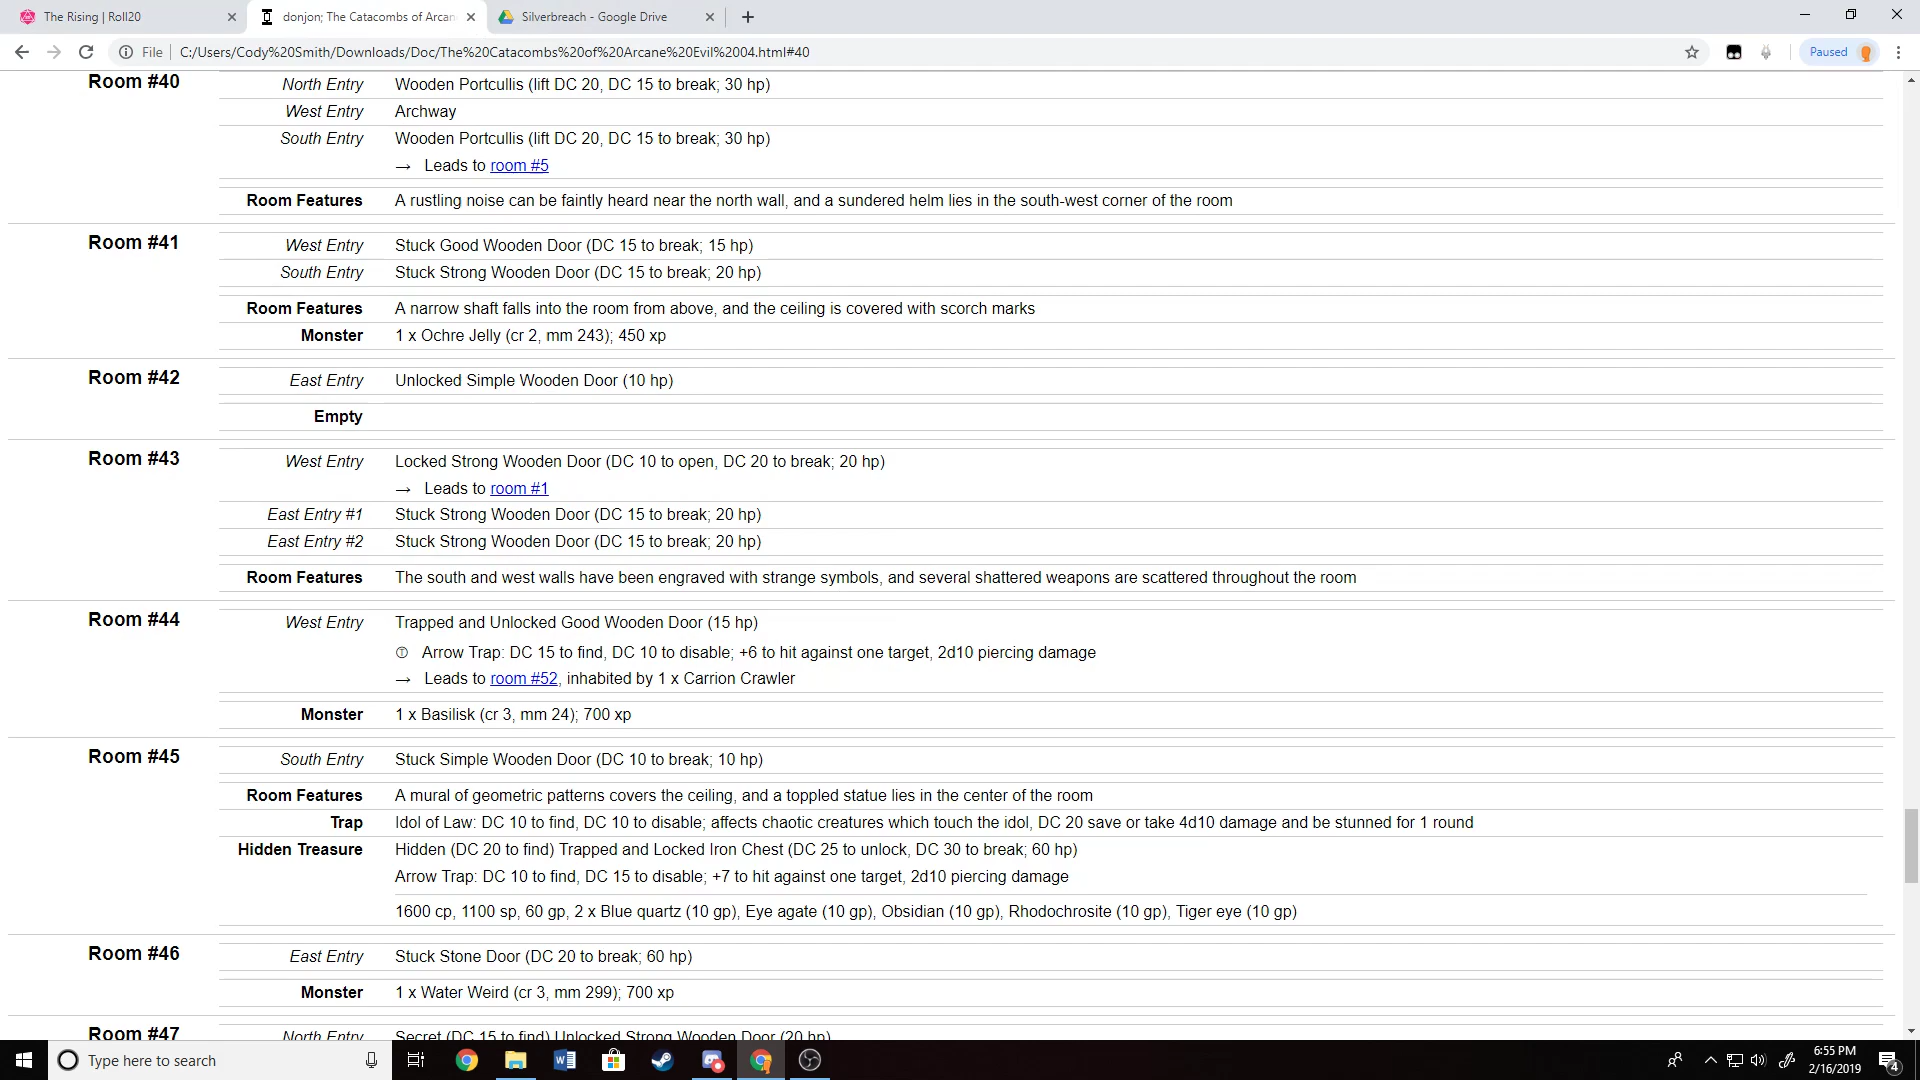 The Rising | Roll20
donjon; The Catacombs of Arcan
Silverbreach - Google Drive
File
C:/Users/Cody%20Smith/Downloads/Doc/The%20Catacombs%20of%20Arcane%20Evil%2004.html#40
Paused
Room #40
North Entry Wooden Portcullis (lift DC 20, DC 15 to break; 30 hp)
West Entry Archway
South Entry Wooden Portcullis (lift DC 20, DC 15 to break; 30 hp)
→ Leads to room #5
Room Features A rustling noise can be faintly heard near the north wall, and a sundered helm lies in the south-west corner of the room
Room #41
West Entry Stuck Good Wooden Door (DC 15 to break; 15 hp)
South Entry Stuck Strong Wooden Door (DC 15 to break; 20 hp)
Room Features A narrow shaft falls into the room from above, and the ceiling is covered with scorch marks
Monster 1 x Ochre Jelly (cr 2, mm 243); 450 xp
Room #42
East Entry Unlocked Simple Wooden Door (10 hp)
Empty
Room #43
West Entry Locked Strong Wooden Door (DC 10 to open, DC 20 to break; 20 hp)
→ Leads to room #1
East Entry #1 Stuck Strong Wooden Door (DC 15 to break; 20 hp)
East Entry #2 Stuck Strong Wooden Door (DC 15 to break; 20 hp)
Room Features The south and west walls have been engraved with strange symbols, and several shattered weapons are scattered throughout the room
Room #44
West Entry Trapped and Unlocked Good Wooden Door (15 hp)
Ⓣ Arrow Trap: DC 15 to find, DC 10 to disable; +6 to hit against one target, 2d10 piercing damage
→ Leads to room #52, inhabited by 1 x Carrion Crawler
Monster 1 x Basilisk (cr 3, mm 24); 700 xp
Room #45
South Entry Stuck Simple Wooden Door (DC 10 to break; 10 hp)
Room Features A mural of geometric patterns covers the ceiling, and a toppled statue lies in the center of the room
Trap Idol of Law: DC 10 to find, DC 10 to disable; affects chaotic creatures which touch the idol, DC 20 save or take 4d10 damage and be stunned for 1 round
Hidden Treasure Hidden (DC 20 to find) Trapped and Locked Iron Chest (DC 25 to unlock, DC 30 to break; 60 hp)
Arrow Trap: DC 10 to find, DC 15 to disable; +7 to hit against one target, 2d10 piercing damage
1600 cp, 1100 sp, 60 gp, 2 x Blue quartz (10 gp), Eye agate (10 gp), Obsidian (10 gp), Rhodochrosite (10 gp), Tiger eye (10 gp)
Room #46
East Entry Stuck Stone Door (DC 20 to break; 60 hp)
Monster 1 x Water Weird (cr 3, mm 299); 700 xp
Room #47
North Entry Secret (DC 15 to find) Unlocked Strong Wooden Door (20 hp)
Type here to search
6:55 PM
2/16/2019
4